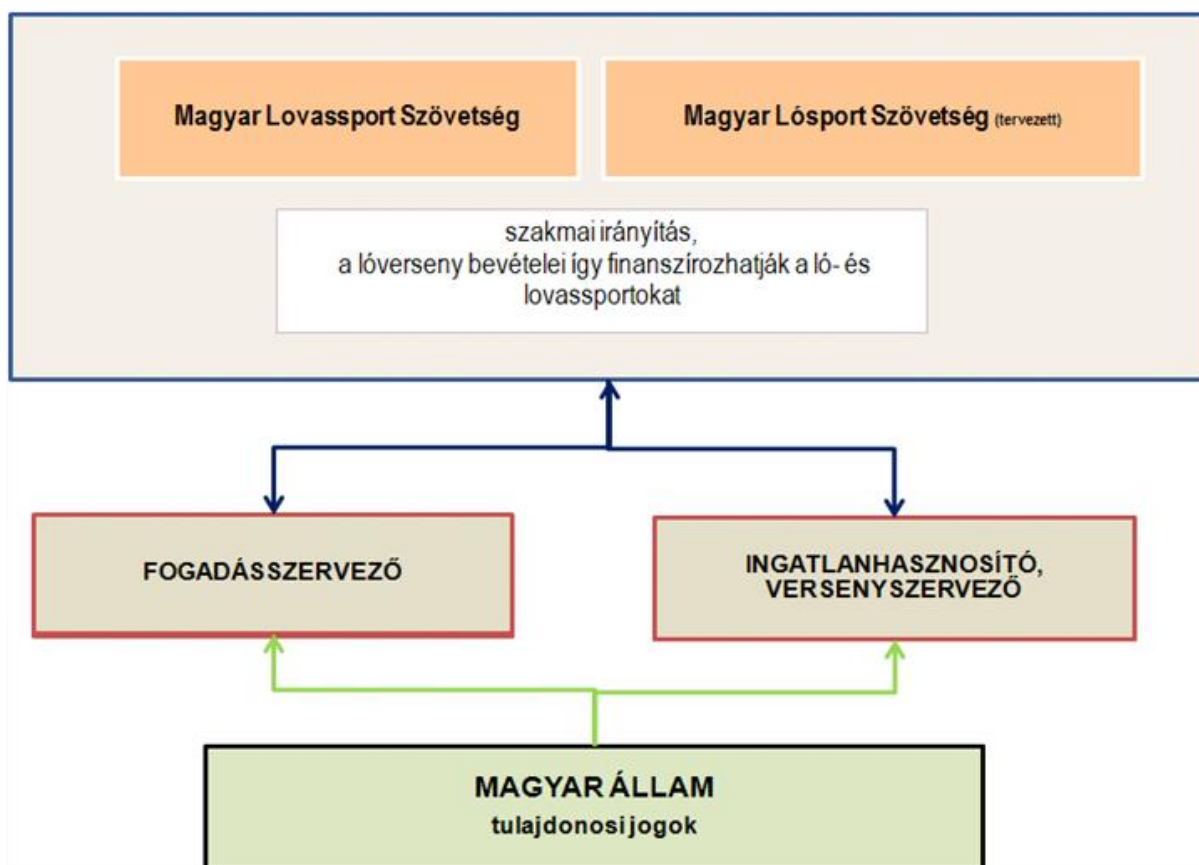 Magyar Lovassport Szövetség
Magyar Lósport Szövetség (tervezett)
szakmai irányítás,
a lóverseny bevételei így finanszírozhatják a ló- és
lovassportokat
FOGADÁSSZERVEZŐ
INGATLANHASZNOSÍTÓ,
VERSENYSZERVEZŐ
MAGYAR ÁLLAM
tulajdonosi jogok